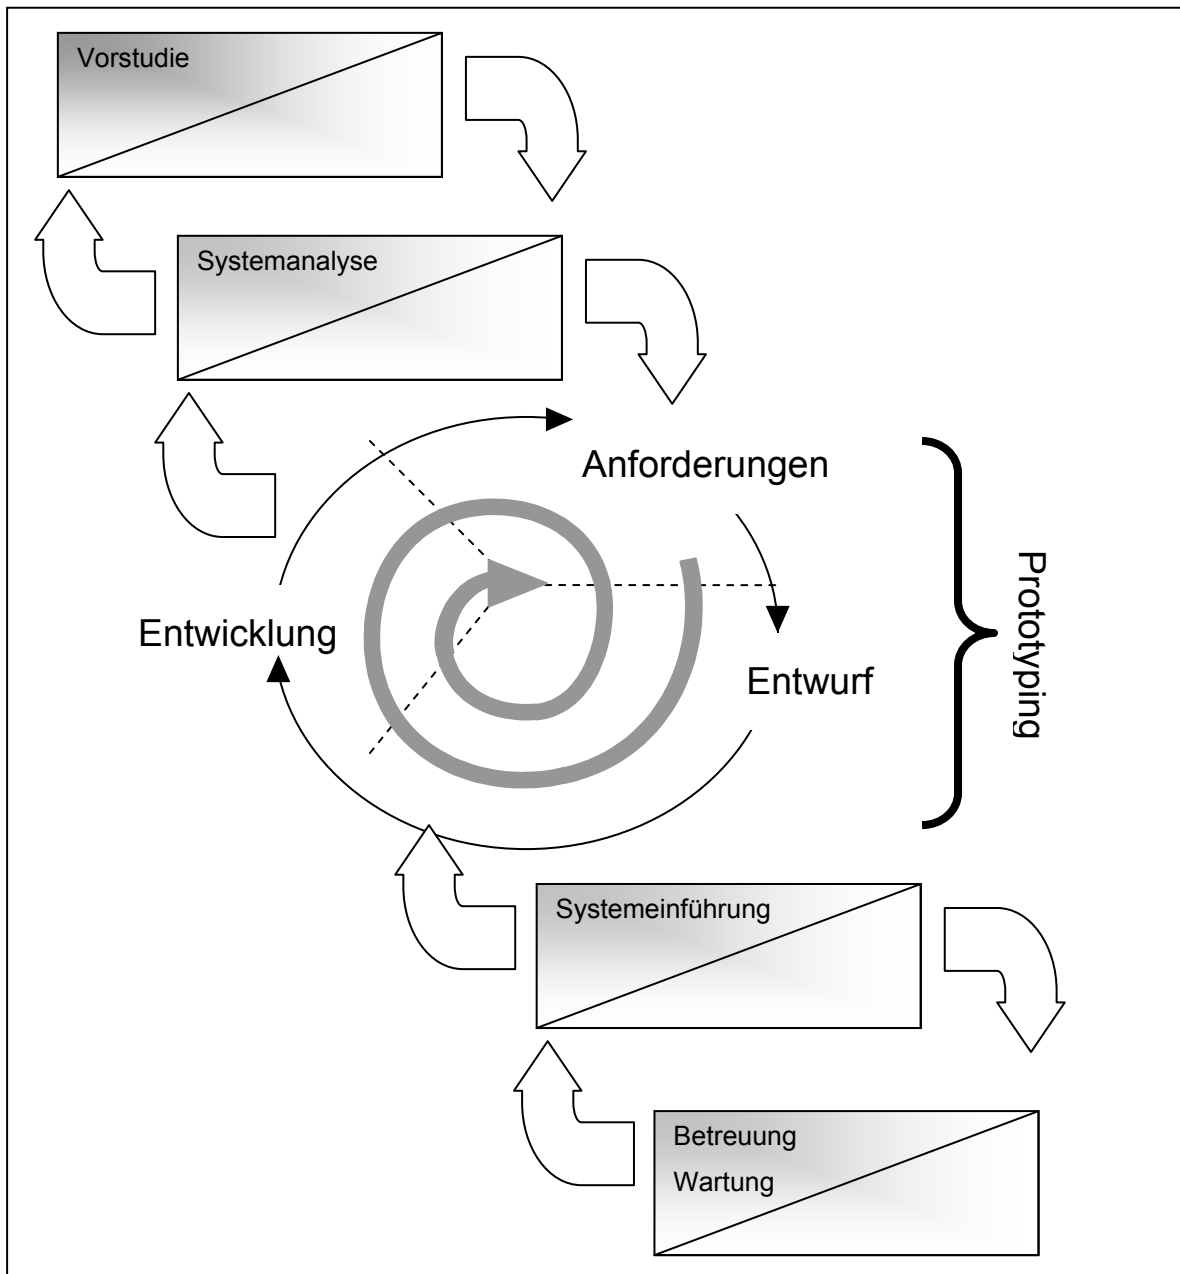 Vorstudie
Systemanalyse
Anforderungen
Prototyping
Entwicklung
Entwurf
Systemeinführung
Betreuung
Wartung